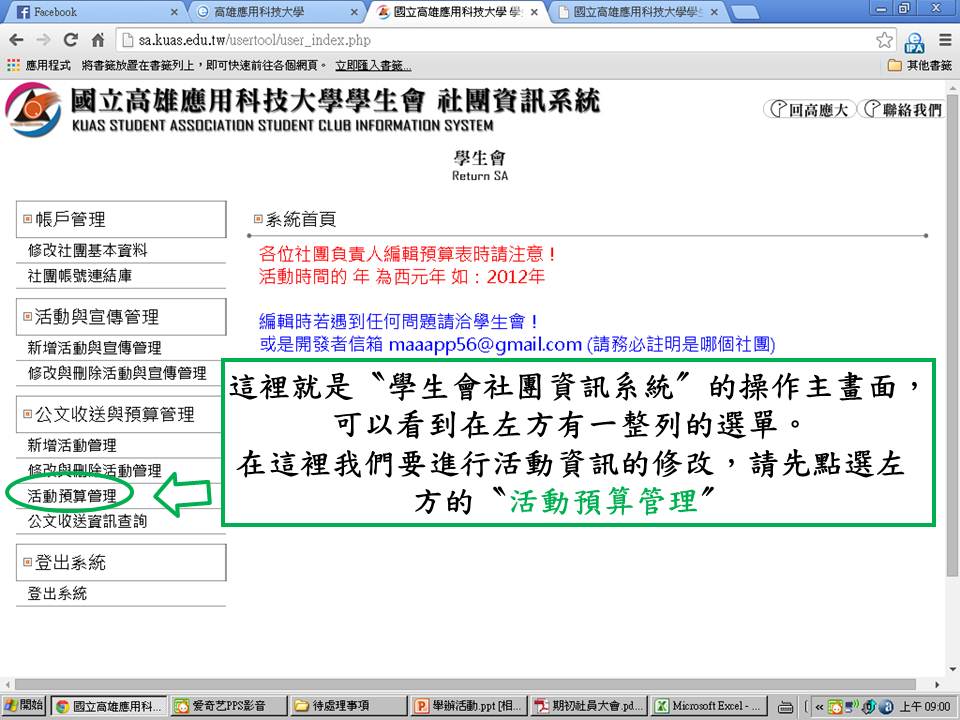 Facebook
高雄應用科技大學
國立高雄應用科技大學 學
國立高雄應用科技大學學
sa.kuas.edu.tw/usertool/user_index.php
應用程式 將書籤放置在書籤列上，即可快速前往各個網頁。 立即匯入書籤...
其他書籤
國立高雄應用科技大學學生會 社團資訊系統
KUAS STUDENT ASSOCIATION STUDENT CLUB INFORMATION SYSTEM
回高應大 聯絡我們
學生會
Return SA
帳戶管理
修改社團基本資料
社團帳號連結庫
活動與宣傳管理
新增活動與宣傳管理
修改與刪除活動與宣傳管理
公文收送與預算管理
新增活動管理
修改與刪除活動管理
活動預算管理
公文收送資訊查詢
登出系統
登出系統
系統首頁
各位社團負責人編輯預算表時請注意！
活動時間的 年 為西元年 如：2012年
編輯時若遇到任何問題請洽學生會！
或是開發者信箱 maaapp56@gmail.com (請務必註明是哪個社團)
這裡就是〝學生會社團資訊系統〞的操作主畫面，
可以看到在左方有一整列的選單。
在這裡我們要進行活動資訊的修改，請先點選左
方的〝活動預算管理〞
開始
國立高雄應用科...
爱奇艺PPS影音
待處理事項
舉辦活動.ppt [相...
期初社員大會.pd...
Microsoft Excel - ...
上午 09:00